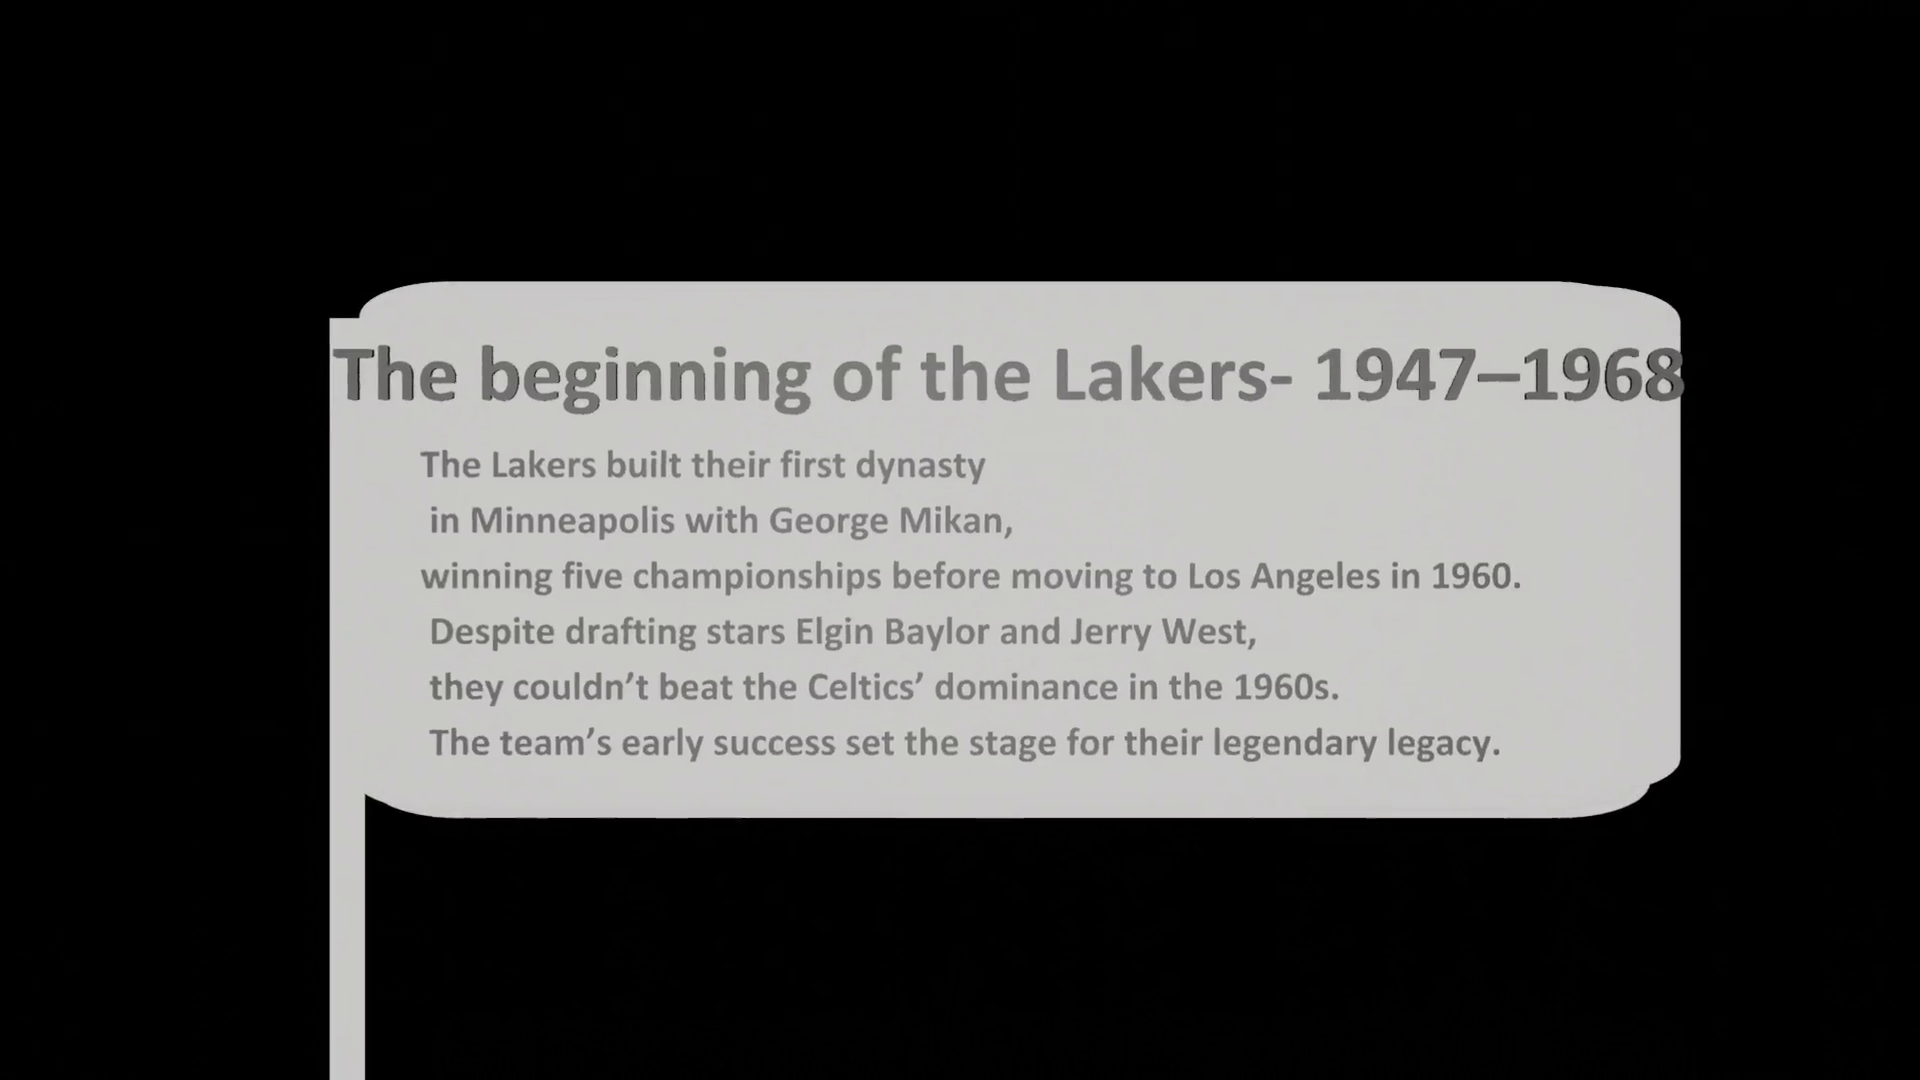 The beginning of the Lakers- 1947–1968
The Lakers built their first dynasty
in Minneapolis with George Mikan,
winning five championships before moving to Los Angeles in 1960.
Despite drafting stars Elgin Baylor and Jerry West,
they couldn’t beat the Celtics’ dominance in the 1960s.
The team’s early success set the stage for their legendary legacy.